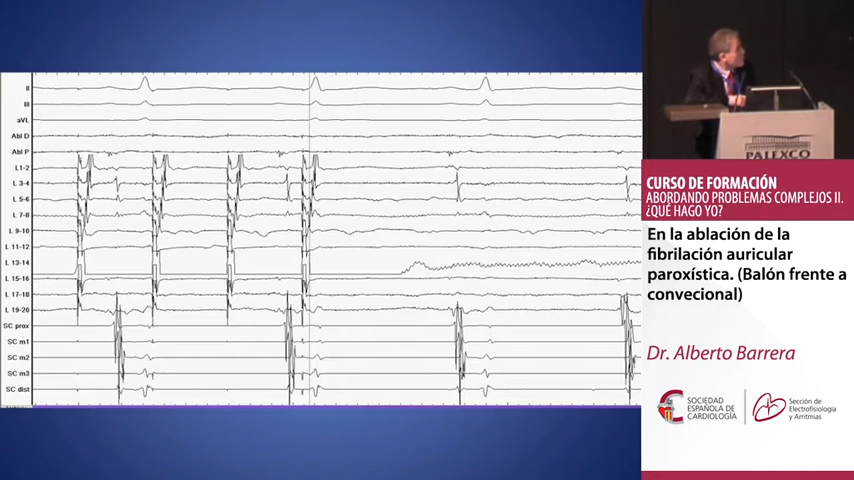 II
III
aVL
Abl D
Abl P
L1-2
L 3-4
L 5-6
L 7-8
L 9-10
L 11-12
L 13-14
L 15-16
L 17-18
L 19-20
SC prox
SC m1
SC m2
SC m3
SC dist
PALEXCO
CURSO DE FORMACIÓN
ABORDANDO PROBLEMAS COMPLEJOS II.
¿QUÉ HAGO YO?
En la ablación de la
fibrilación auricular
paroxística. (Balón frente a
convecional)
Dr. Alberto Barrera
SOCIEDAD
ESPAÑOLA DE
CARDIOLOGÍA
Sección de
Electrofisiología
y Arritmias